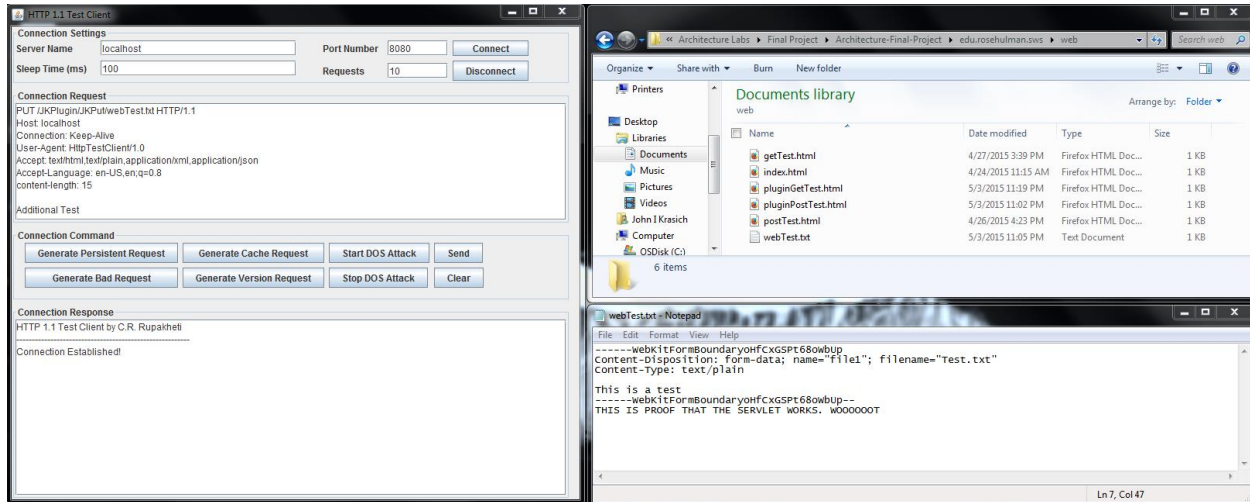 HTTP 1.1 Test Client
Connection Settings
Server Name localhost Port Number 8080 Connect
Sleep Time (ms) 100 Requests 10 Disconnect
Connection Request
PUT /JKPlugin/JKPut/webTest.txt HTTP/1.1
Host: localhost
Connection: Keep-Alive
User-Agent: HttpTestClient/1.0
Accept: text/html,text/plain,application/xml,application/json
Accept-Language: en-US,en;q=0.8
content-length: 15
Additional Test
Connection Command
Generate Persistent Request Generate Cache Request Start DOS Attack Send
Generate Bad Request Generate Version Request Stop DOS Attack Clear
Connection Response
HTTP 1.1 Test Client by C.R. Rupakheti
--------------------------------------------------------
Connection Established!
« Architecture Labs Final Project Architecture-Final-Project edu.rosehulman.sws web Search web
Organize Share with Burn New folder
Printers
Desktop
Libraries
Documents
Music
Pictures
Videos
John I Krasich
Computer
OSDisk (C:)
Documents library
web
Arrange by: Folder
Name Date modified Type Size
getTest.html 4/27/2015 3:39 PM Firefox HTML Doc... 1 KB
index.html 4/24/2015 11:15 AM Firefox HTML Doc... 1 KB
pluginGetTest.html 5/3/2015 11:19 PM Firefox HTML Doc... 1 KB
pluginPostTest.html 5/3/2015 11:02 PM Firefox HTML Doc... 1 KB
postTest.html 4/26/2015 4:23 PM Firefox HTML Doc... 1 KB
webTest.txt 5/3/2015 11:05 PM Text Document 1 KB
6 items
webTest.txt - Notepad
File Edit Format View Help
------WebKitFormBoundaryoHfCxGSPt68oWbUp
Content-Disposition: form-data; name="file1"; filename="Test.txt"
Content-Type: text/plain
This is a test
------WebKitFormBoundaryoHfCxGSPt68oWbUp--
THIS IS PROOF THAT THE SERVLET WORKS. WOOOOOOT
Ln 7, Col 47